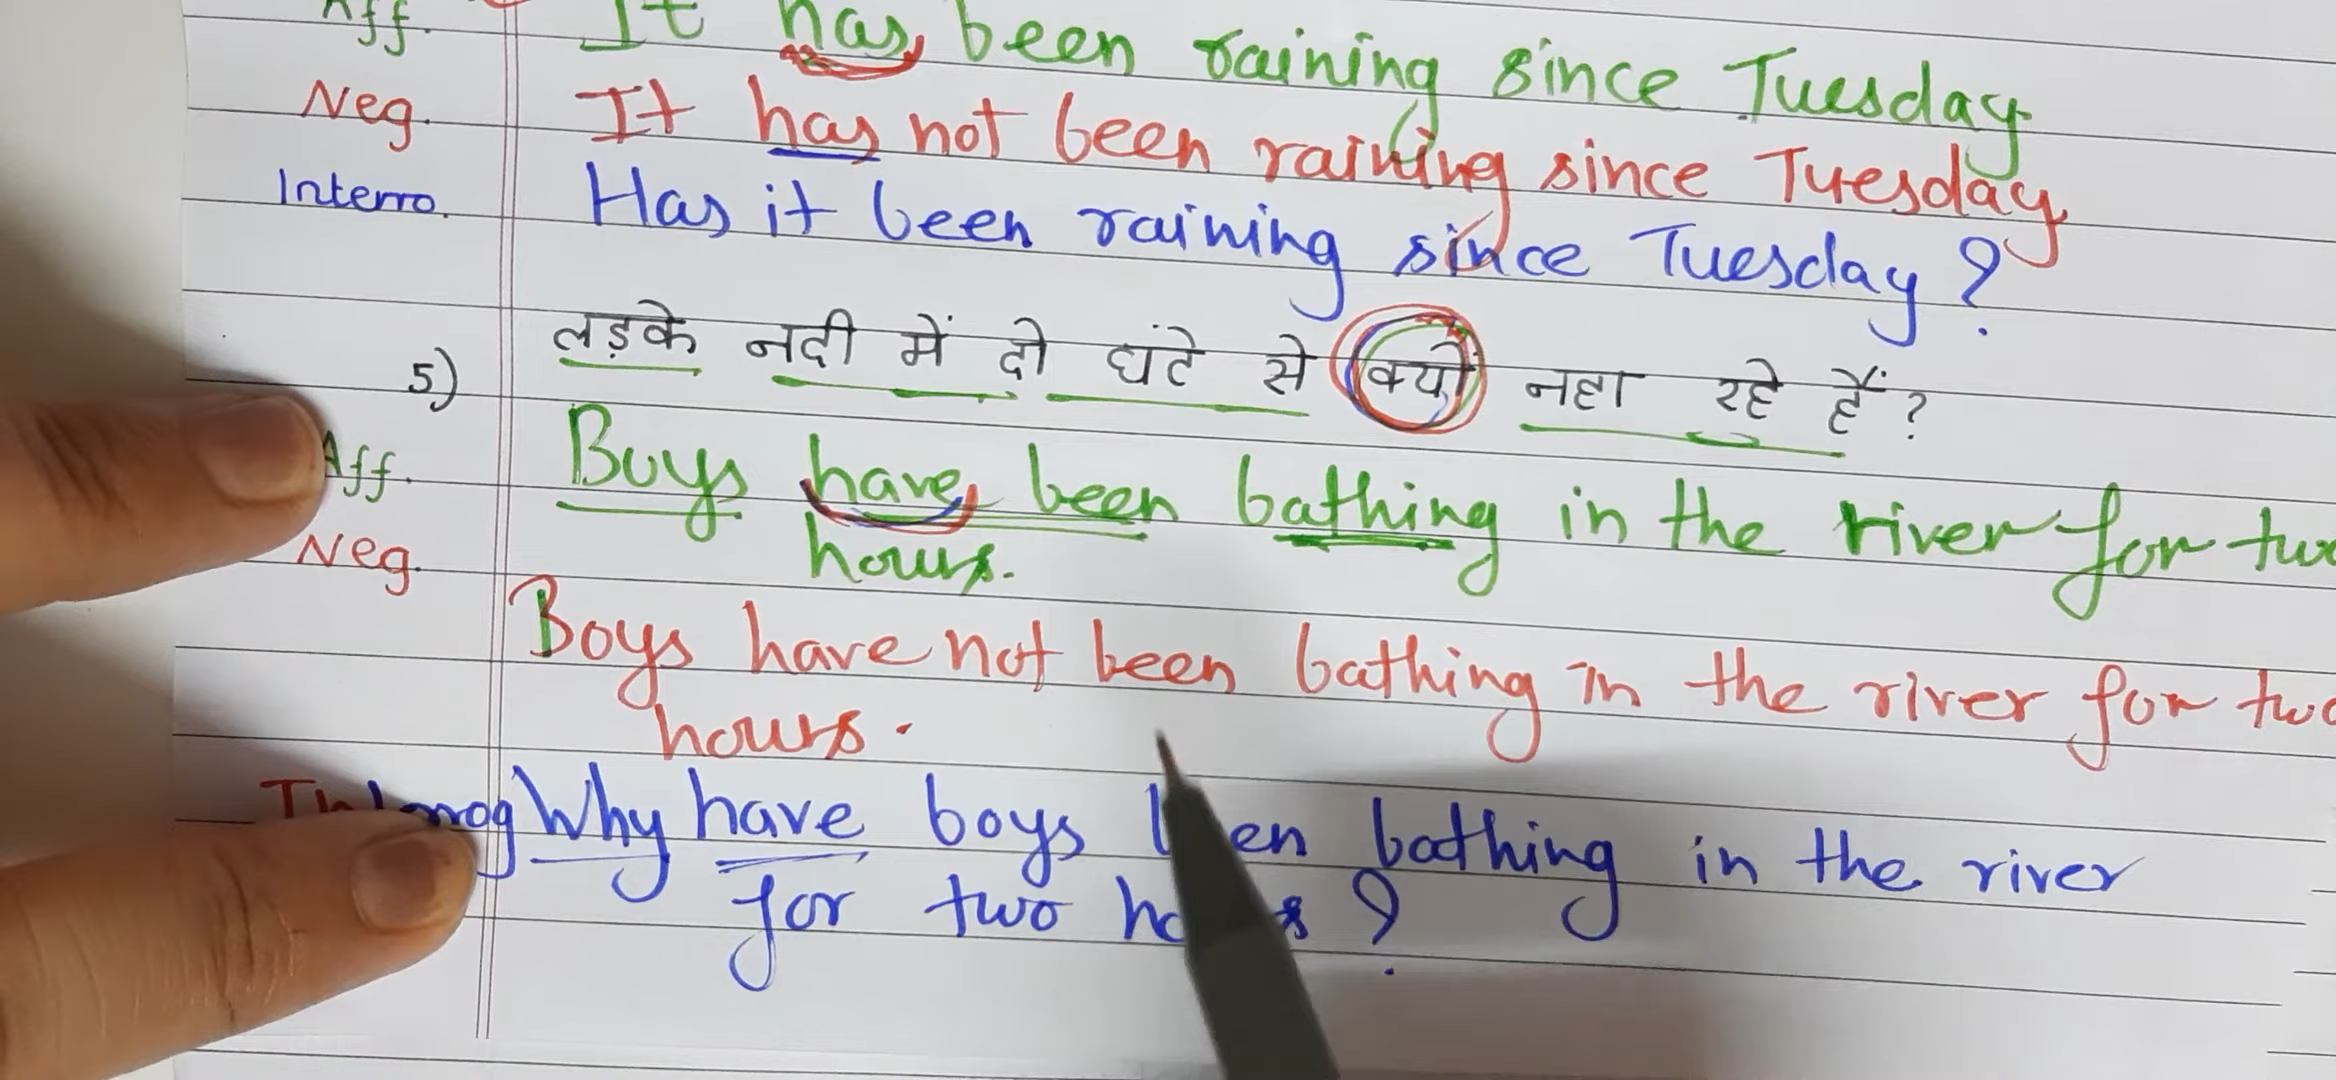 Aff. It has been raining since Tuesday.
Neg. It has not been raining since Tuesday
Interro. Has it been raining since Tuesday?
5) लड़के नदी में दो घंटे से क्यों नहा रहे हैं?
Aff. Boys have been bathing in the river for two
hours.
Neg.
Boys have not been bathing in the river for two
hours.
Why have boys been bathing in the river
for two hours?